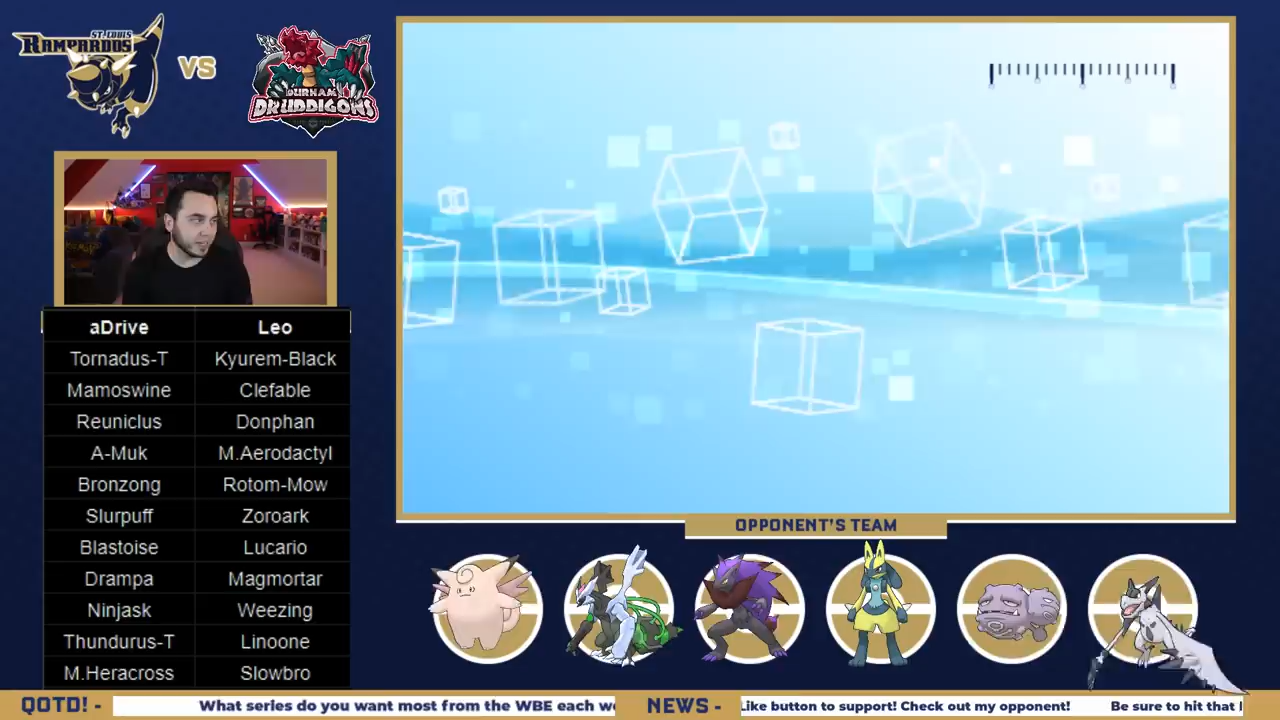 ST. LOUIS
RAMPARDOS
VS
DURHAM
DRUDDIGONS
aDrive Leo
Tornadus-T Kyurem-Black
Mamoswine Clefable
Reuniclus Donphan
A-Muk M.Aerodactyl
Bronzong Rotom-Mow
Slurpuff Zoroark
Blastoise Lucario
Drampa Magmortar
Ninjask Weezing
Thundurus-T Linoone
M.Heracross Slowbro
OPPONENT'S TEAM
QOTD! - What series do you want most from the WBE each w NEWS - Like button to support! Check out my opponent! Be sure to hit that